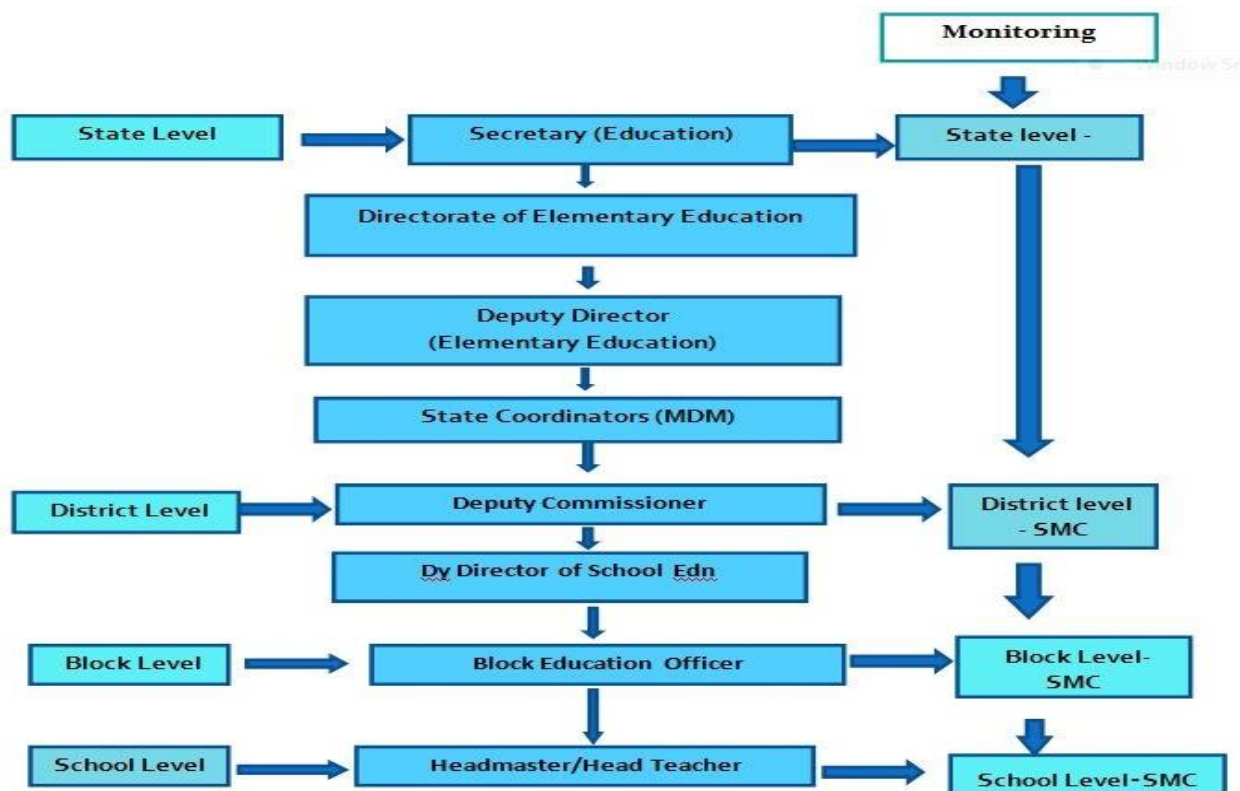 Monitoring
State Level
Secretary (Education)
State level -
Directorate of Elementary Education
Deputy Director
(Elementary Education)
State Coordinators (MDM)
District Level
Deputy Commissioner
District level
- SMC
Dy Director of School Edn
Block Level
Block Education Officer
Block Level-
SMC
School Level
Headmaster/Head Teacher
School Level-SMC